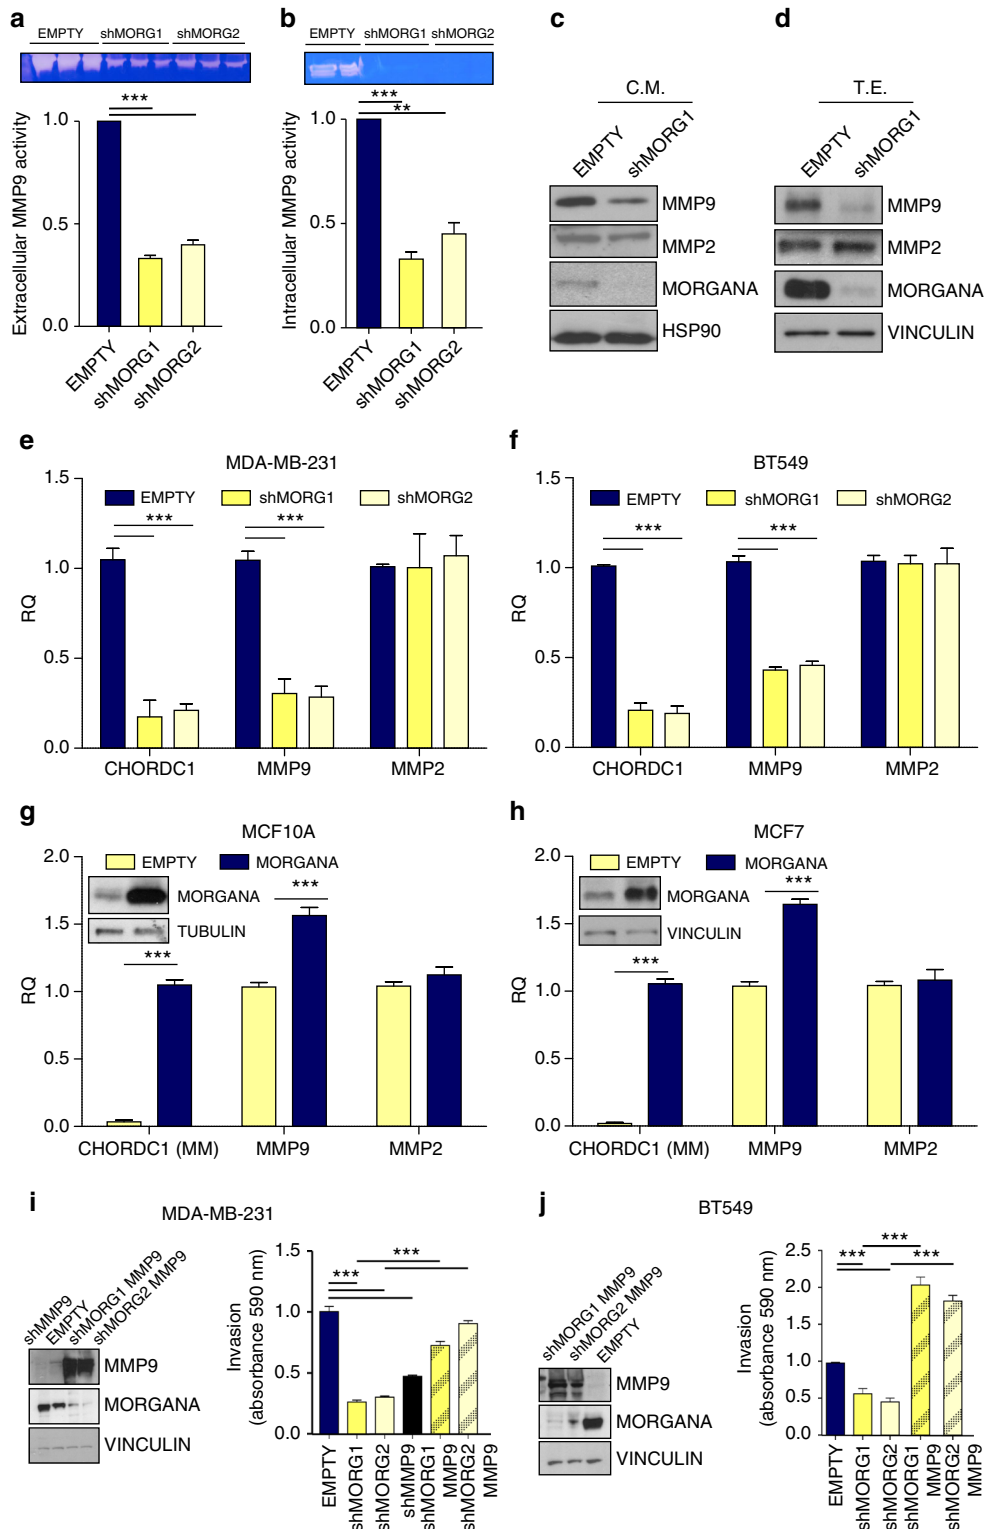 a
EMPTY shMORG1 shMORG2
***
Extracellular MMP9 activity
1.0
0.5
0.0
EMPTY
shMORG1
shMORG2
b
EMPTY shMORG1 shMORG2
***
**
Intracellular MMP9 activity
1.0
0.5
0.0
EMPTY
shMORG1
shMORG2
c
C.M.
EMPTY
shMORG1
MMP9
MMP2
MORGANA
HSP90
d
T.E.
EMPTY
shMORG1
MMP9
MMP2
MORGANA
VINCULIN
e
MDA-MB-231
EMPTY shMORG1 shMORG2
*** ***
RQ
1.5
1.0
0.5
0.0
CHORDC1 MMP9 MMP2
f
BT549
EMPTY shMORG1 shMORG2
*** ***
RQ
1.5
1.0
0.5
0.0
CHORDC1 MMP9 MMP2
g
MCF10A
EMPTY MORGANA
MORGANA
TUBULIN
***
***
RQ
2.0
1.5
1.0
0.5
0.0
CHORDC1 (MM) MMP9 MMP2
h
MCF7
EMPTY MORGANA
MORGANA
VINCULIN
***
***
RQ
2.0
1.5
1.0
0.5
0.0
CHORDC1 (MM) MMP9 MMP2
i
MDA-MB-231
shMMP9
EMPTY
shMORG1 MMP9
shMORG2 MMP9
MMP9
MORGANA
VINCULIN
Invasion
(absorbance 590 nm)
1.5
1.0
0.5
0.0
***
***
EMPTY
shMORG1
shMORG2
shMMP9
shMORG1
MMP9
shMORG2
MMP9
j
BT549
shMORG1 MMP9
shMORG2 MMP9
EMPTY
MMP9
MORGANA
VINCULIN
Invasion
(absorbance 590 nm)
2.5
2.0
1.5
1.0
0.5
0.0
***
***
***
EMPTY
shMORG1
shMORG2
shMORG1
MMP9
shMORG2
MMP9